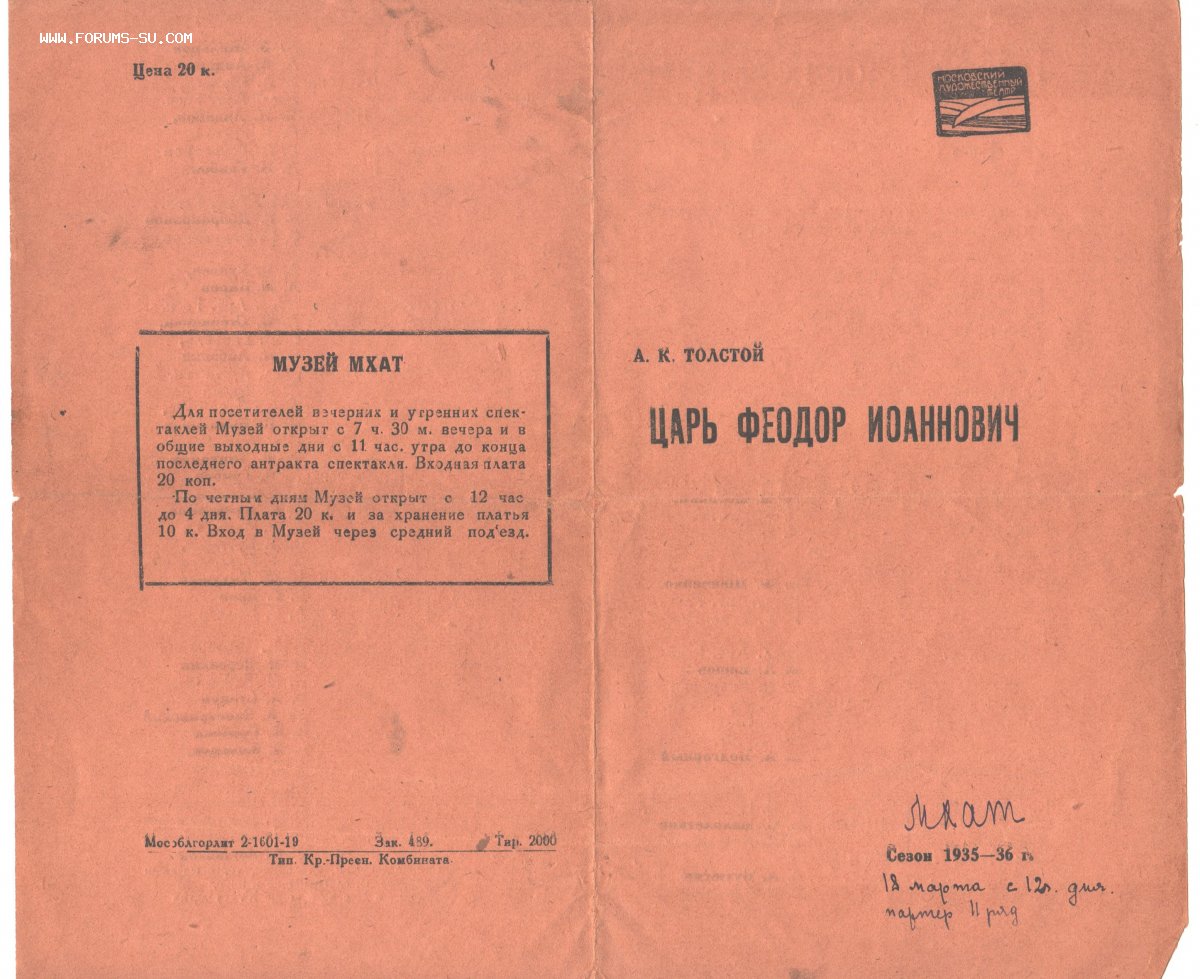 WWW.FORUMS-SU.COM
Цена 20 к.
МУЗЕЙ МХАТ
Для посетителей вечерних и утренних спек-
таклей Музей открыт с 7 ч. 30 м. вечера и в
общие выходные дни с 11 час. утра до конца
последнего антракта спектакля. Входная плата
20 коп.
По четным дням Музей открыт с 12 час
до 4 дня. Плата 20 к. и за хранение платья
10 к. Вход в Музей через средний под‘езд.
Мособлгорлит 2-1601-19 Зак. 489. Тир. 2000
Тип. Кр.-Преен. Комбината
МОСКОВСКИЙ
ХУДОЖЕСТВЕННЫЙ
ТЕАТР
А. К. ТОЛСТОЙ
ЦАРЬ ФЕОДОР ИОАННОВИЧ
Мхат
Сезон 1935—36 г.
18 марта с 12ч. дня.
партер 11 ряд